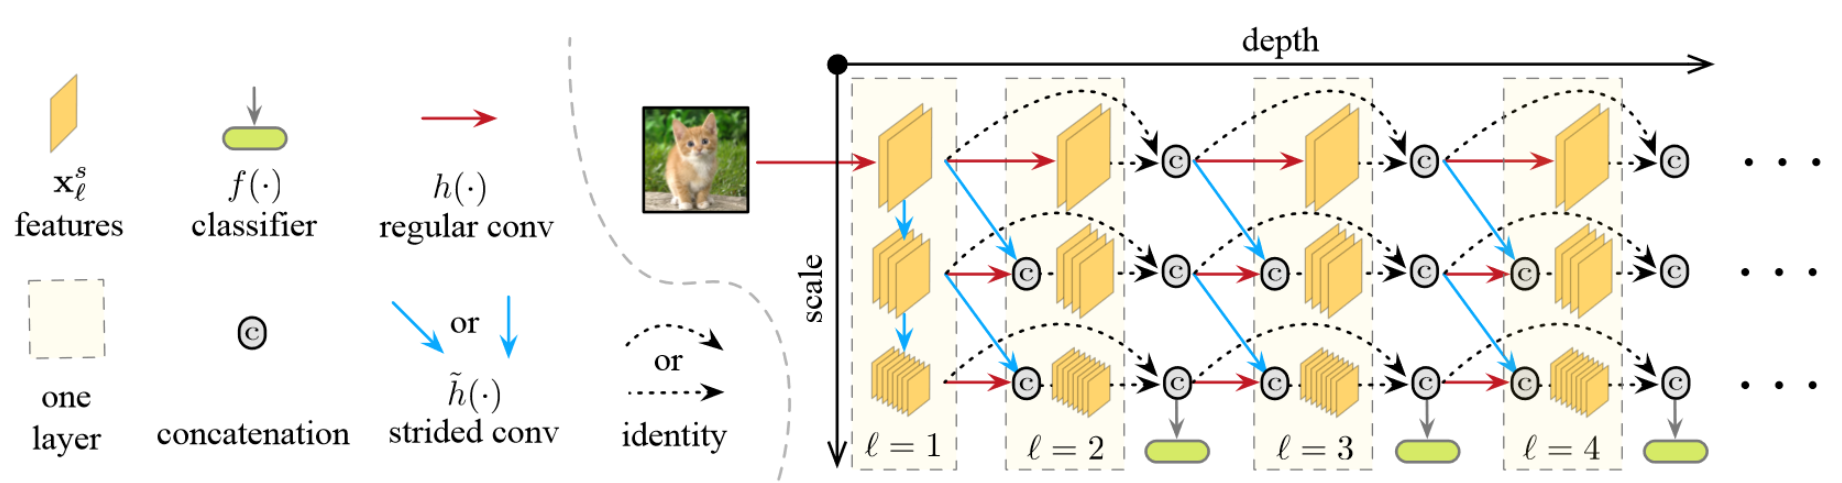 x_ℓ^s
features
f(·)
classifier
h(·)
regular conv
one
layer
c
concatenation
or
h̃(·)
strided conv
or
identity
depth
scale
c c c
. . .
c c c c c c
. . .
c c c c c c
. . .
ℓ = 1
ℓ = 2
ℓ = 3
ℓ = 4